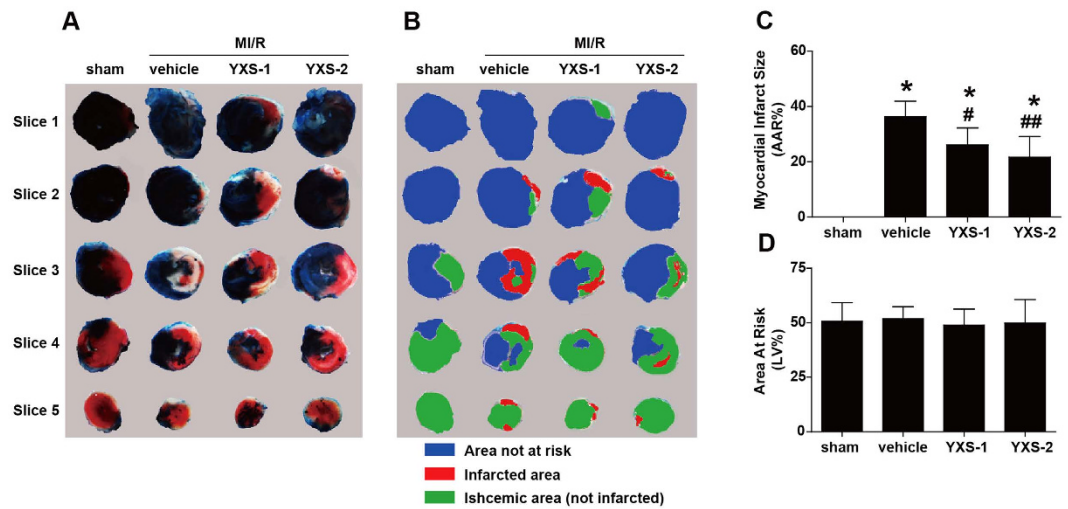 A
MI/R
sham vehicle YXS-1 YXS-2
Slice 1
Slice 2
Slice 3
Slice 4
Slice 5
B
MI/R
sham vehicle YXS-1 YXS-2
Area not at risk
Infarcted area
Ishcemic area (not infarcted)
C
Myocardial Infarct Size
(AAR%)
60
40
20
0
* * *
# ##
sham vehicle YXS-1 YXS-2
D
Area At Risk
(LV%)
75
50
25
0
sham vehicle YXS-1 YXS-2